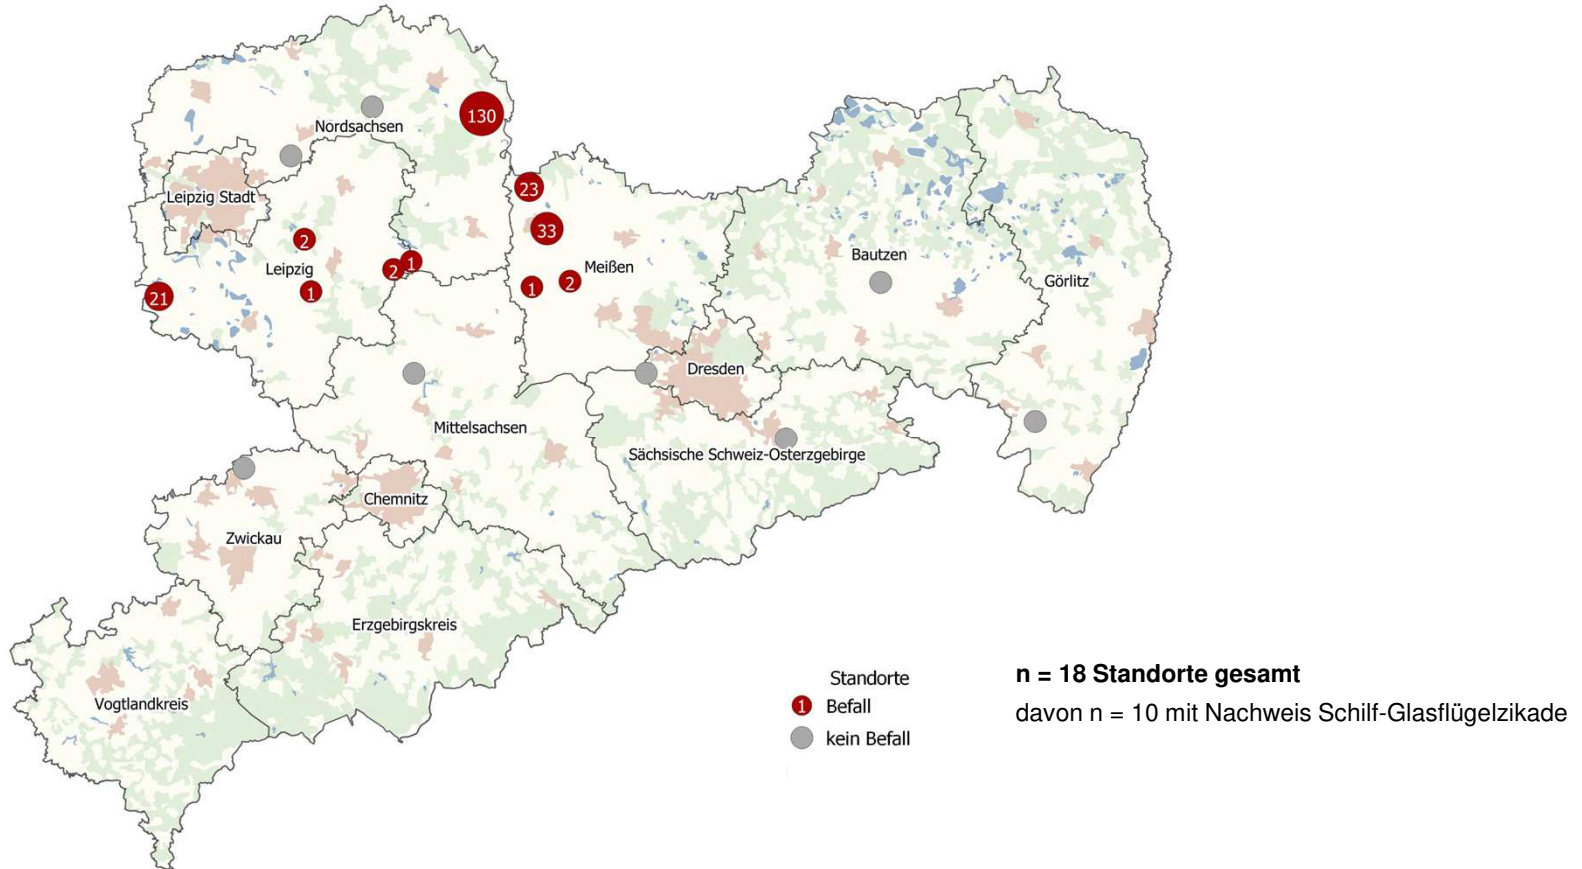 130
Nordsachsen
23
Leipzig Stadt
33
2
Bautzen
1
Leipzig
2
Meißen
Görlitz
2
1
1
21
Dresden
Mittelsachsen
Sächsische Schweiz-Osterzgebirge
Chemnitz
Zwickau
Erzgebirgskreis
Vogtlandkreis
Standorte
1 Befall
kein Befall
n = 18 Standorte gesamt
davon n = 10 mit Nachweis Schilf-Glasflügelzikade